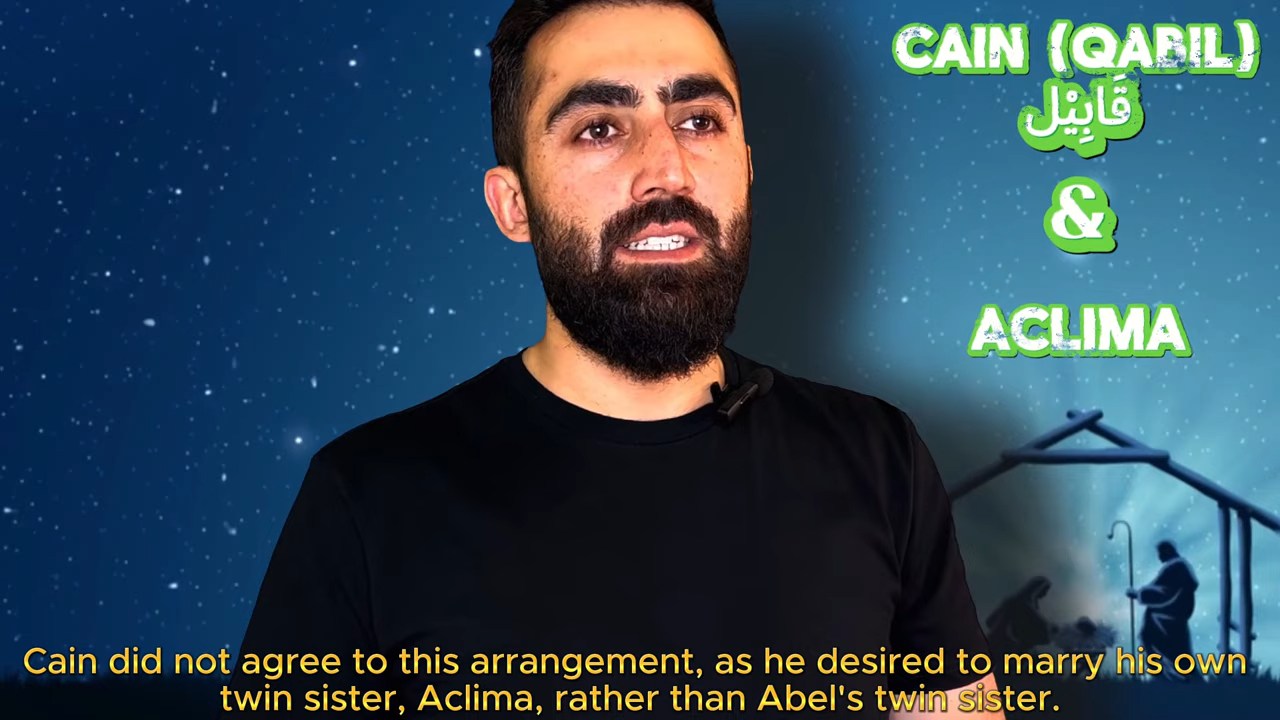 CAIN (QABIL)
قَابِيْل
&
ACLIMA
Cain did not agree to this arrangement, as he desired to marry his own
twin sister, Aclima, rather than Abel's twin sister.